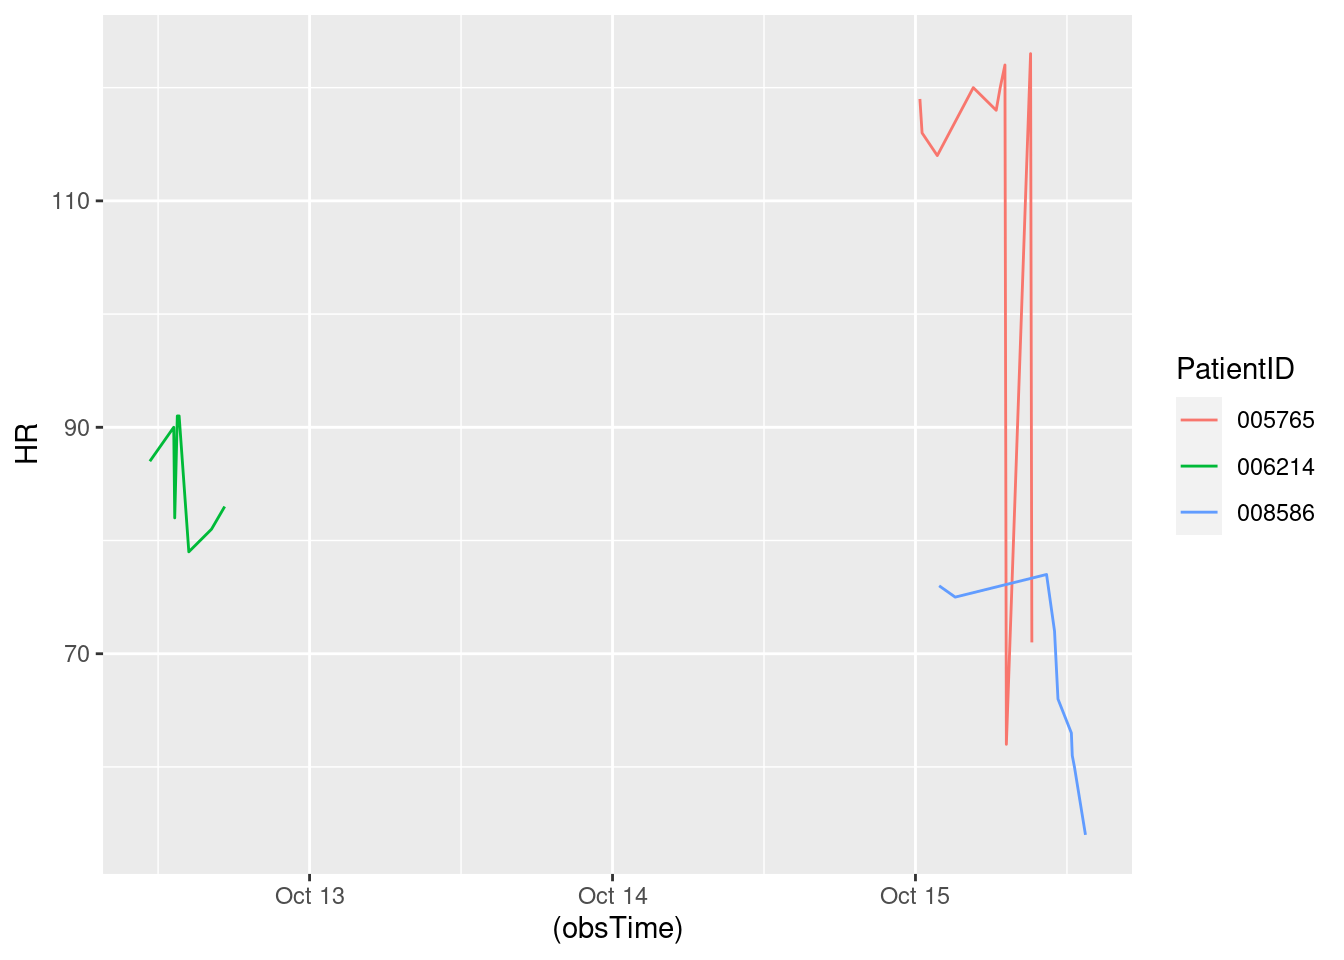 HR
110
90
70
Oct 13
Oct 14
Oct 15
(obsTime)
PatientID
005765
006214
008586